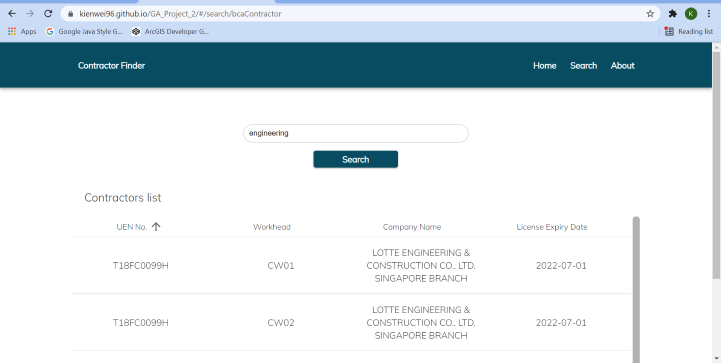 kienwei96.github.io/GA_Project_2/#/search/bcaContractor
K
Apps
G Google Java Style G...
ArcGIS Developer G...
Reading list
Contractor Finder
Home Search About
engineering
Search
Contractors list
UEN No. Workhead Company Name License Expiry Date
LOTTE ENGINEERING &
T18FC0099H CW01 CONSTRUCTION CO., LTD. 2022-07-01
SINGAPORE BRANCH
LOTTE ENGINEERING &
T18FC0099H CW02 CONSTRUCTION CO., LTD. 2022-07-01
SINGAPORE BRANCH